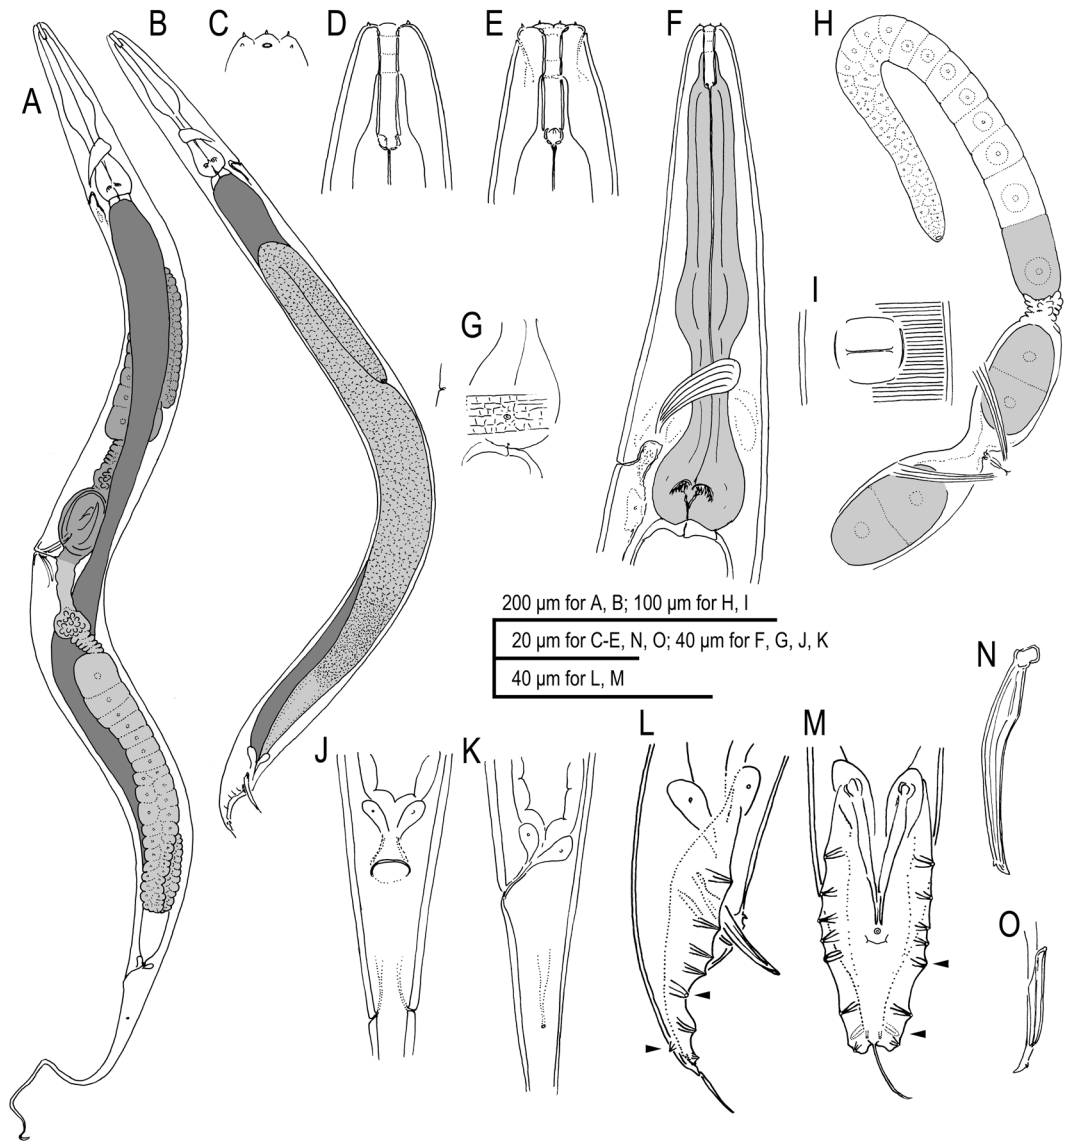 A
B
C
D
E
F
H
G
I
200 µm for A, B; 100 µm for H, I
20 µm for C-E, N, O; 40 µm for F, G, J, K
40 µm for L, M
J
K
L
M
N
O